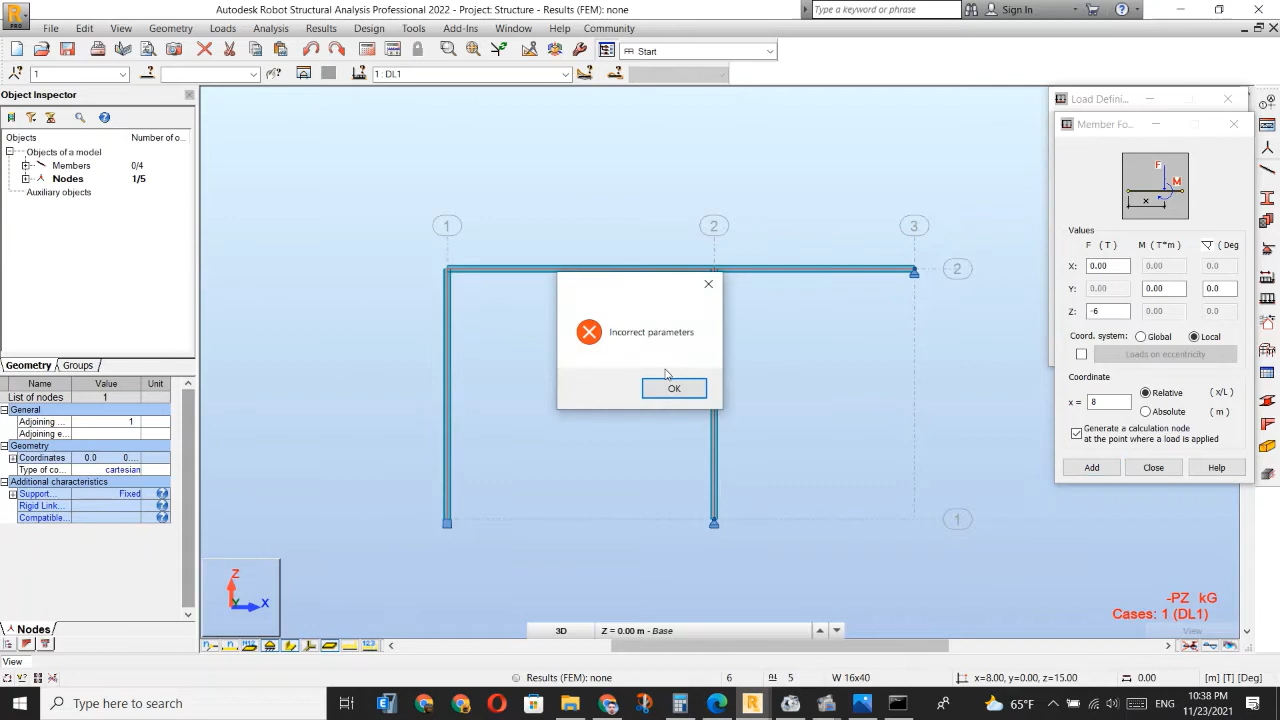 Autodesk Robot Structural Analysis Professional 2022 - Project: Structure - Results (FEM): none
Type a keyword or phrase
Sign In
PRO
File Edit View Geometry Loads Analysis Results Design Tools Add-Ins Window Help Community
Start
1
1 : DL1
Object Inspector
Objects
Number of o...
Objects of a model
Members 0/4
Nodes 1/5
Auxiliary objects
Geometry
Groups
Name Value Unit
List of nodes 1
General
Adjoining ... 1
Adjoining e...
Geometry
Coordinates 0.0 0....
Type of co... cartesian
Additional characteristics
Support... Fixed
Rigid Link...
Compatible...
Nodes
1
2
3
2
1
Incorrect parameters
OK
Z
Y
X
3D
Z = 0.00 m - Base
-PZ kG
Cases: 1 (DL1)
View
Load Defini...
Member Fo...
F
M
x
Values
F ( T )
M ( T*m )
(Deg
X: 0.00 0.00 0.0
Y: 0.00 0.00 0.0
Z: -6 0.00 0.0
Coord. system: Global Local
Loads on eccentricity
Coordinate
Relative ( x/L )
x = 8
Absolute ( m )
Generate a calculation node
at the point where a load is applied
Add
Close
Help
View
Results (FEM): none
6
5
W 16x40
x=8.00, y=0.00, z=15.00
0.00
[m] [T] [Deg]
Type here to search
65°F
ENG
10:38 PM
11/23/2021